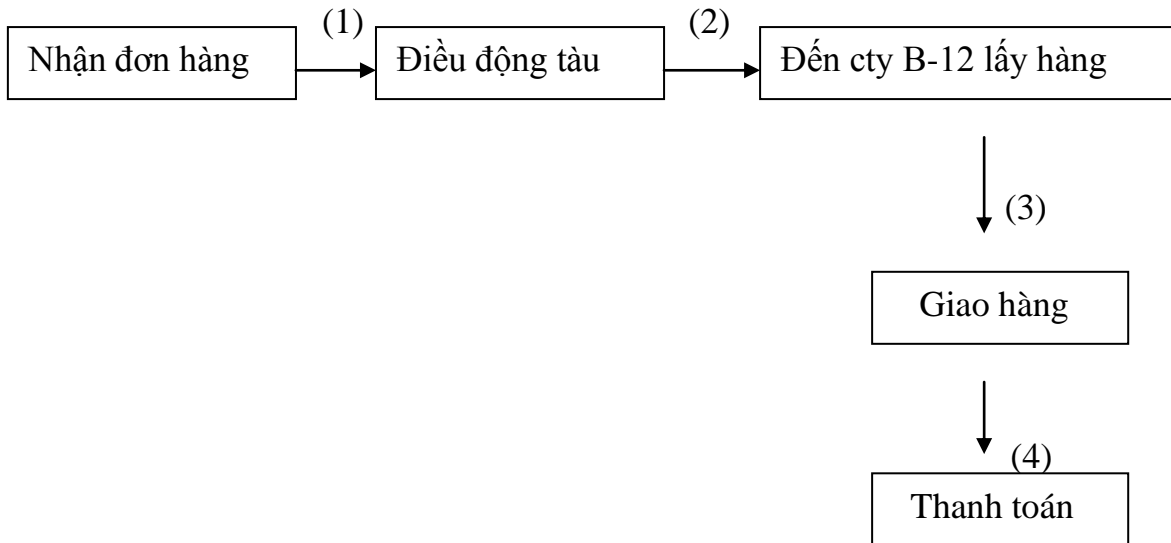 (1)
(2)
Nhận đơn hàng
Điều động tàu
Đến cty B-12 lấy hàng
(3)
Giao hàng
(4)
Thanh toán